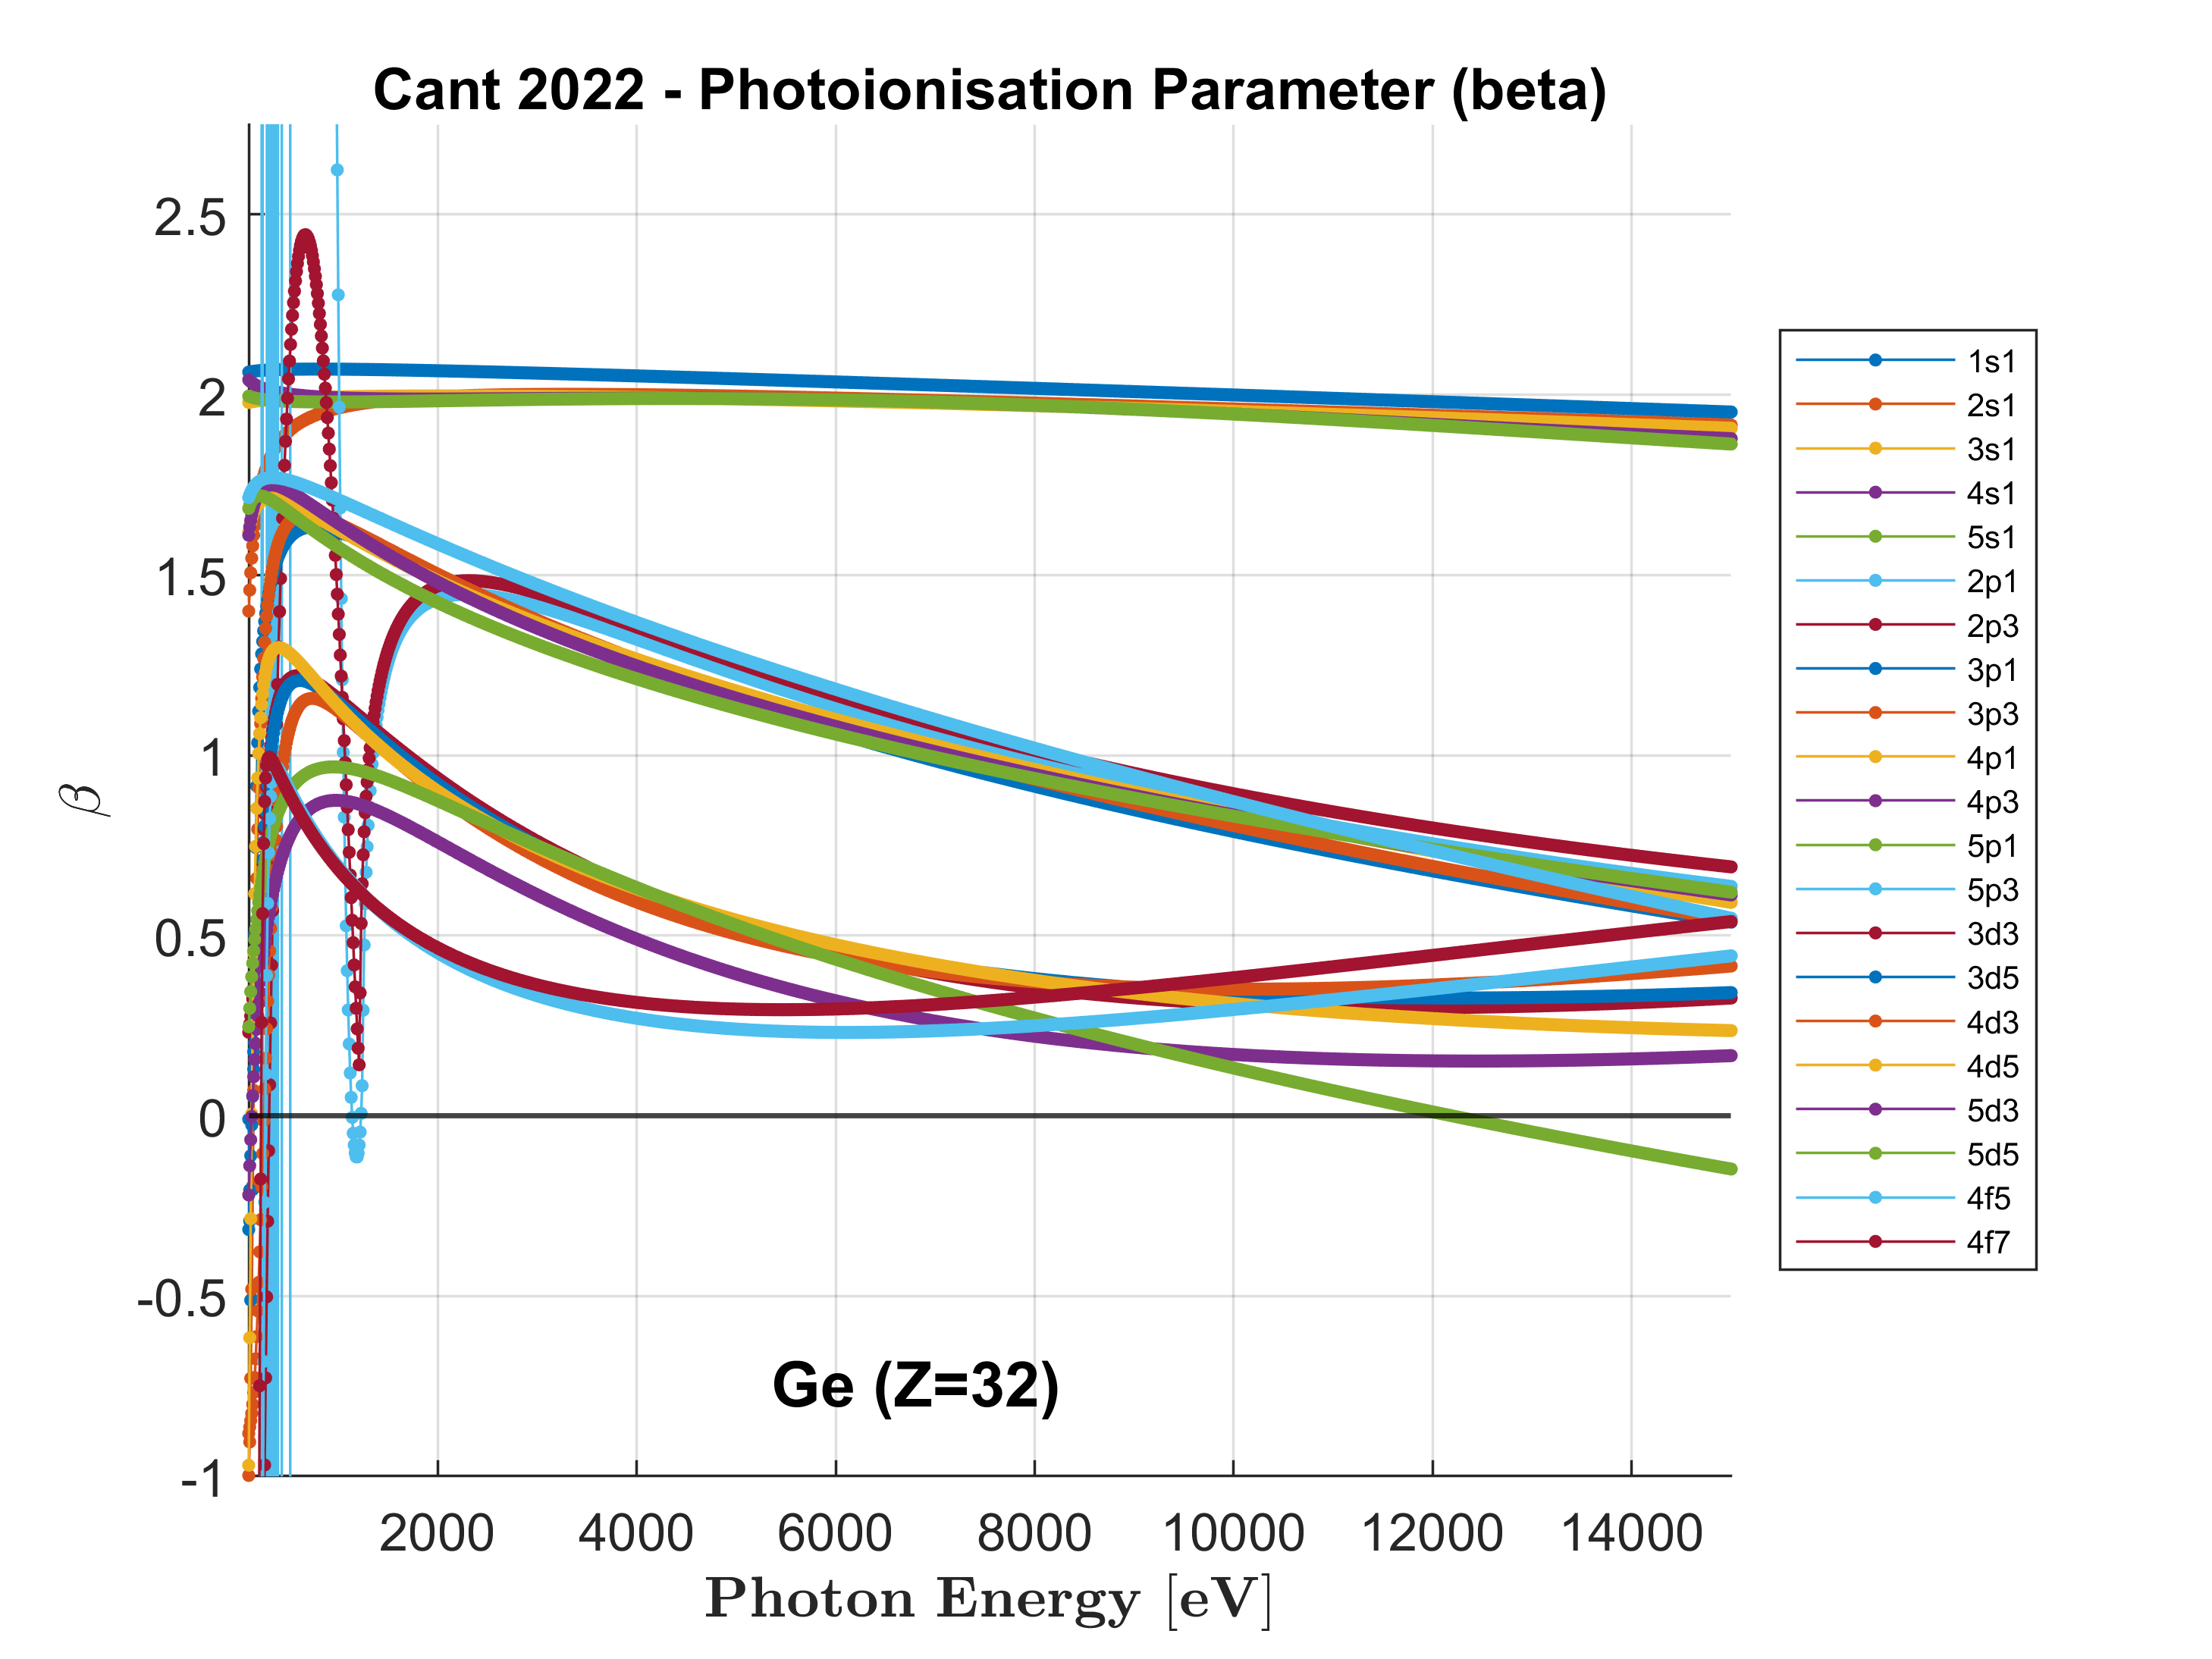 Cant 2022 - Photoionisation Parameter (beta)
2.5
2
1.5
1
0.5
0
-0.5
-1
β
2000 4000 6000 8000 10000 12000 14000
Photon Energy [eV]
Ge (Z=32)
1s1
2s1
3s1
4s1
5s1
2p1
2p3
3p1
3p3
4p1
4p3
5p1
5p3
3d3
3d5
4d3
4d5
5d3
5d5
4f5
4f7